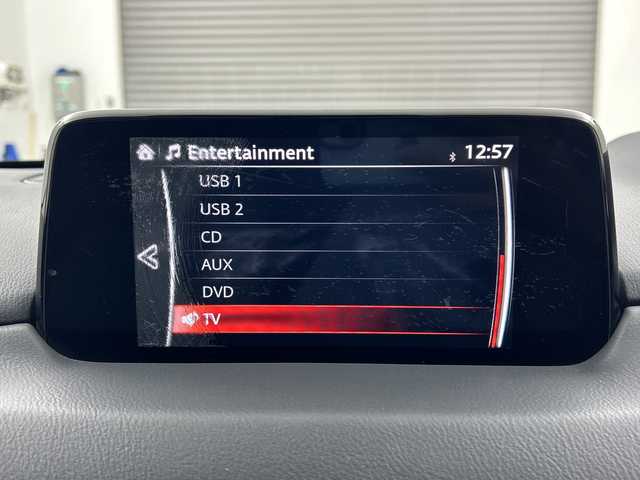 Entertainment 12:57
USB 1
USB 2
CD
AUX
DVD
TV